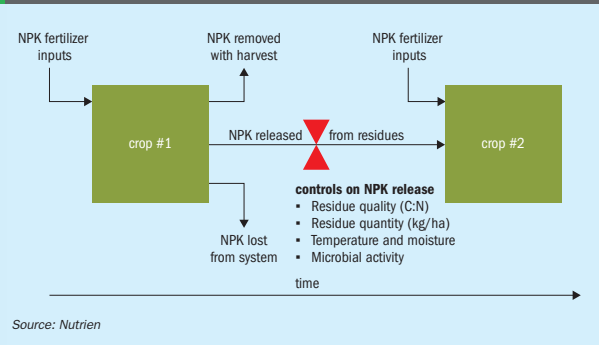 NPK fertilizer
inputs
NPK removed
with harvest
NPK fertilizer
inputs
crop #1
NPK released from residues
crop #2
controls on NPK release
▪ Residue quality (C:N)
▪ Residue quantity (kg/ha)
▪ Temperature and moisture
▪ Microbial activity
NPK lost
from system
time
Source: Nutrien